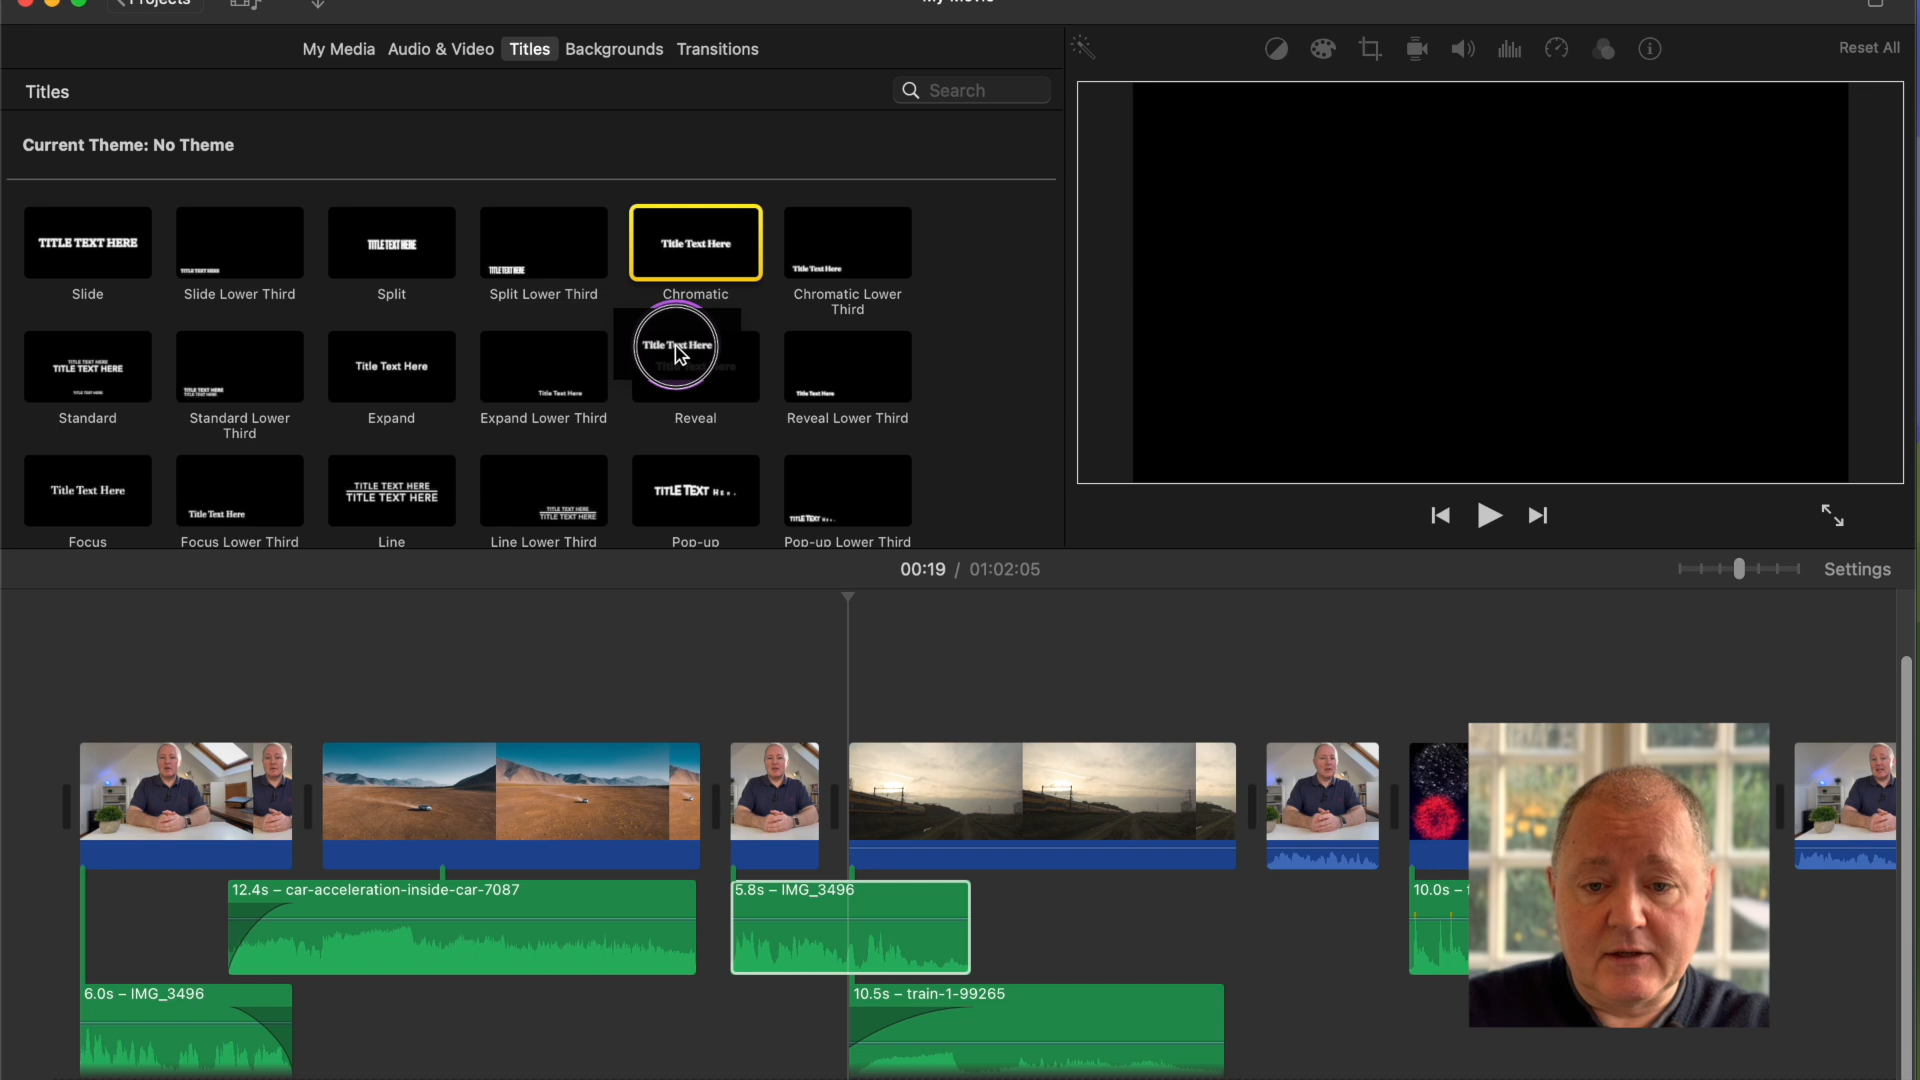 Projects
My Movie
My Media Audio & Video Titles Backgrounds Transitions
Reset All
Titles
Search
Current Theme: No Theme
TITLE TEXT HERE
TITLE TEXT HERE
TITLE TEXT HERE
TITLE TEXT HERE
Title Text Here
Title Text Here
Slide
Slide Lower Third
Split
Split Lower Third
Chromatic
Chromatic Lower
Third
TITLE TEXT HERE
TITLE TEXT HERE
TITLE TEXT HERE
TITLE TEXT HERE
TITLE TEXT HERE
Title Text Here
Title Text Here
Title Text Here
Title Text Here
Standard
Standard Lower
Third
Expand
Expand Lower Third
Reveal
Reveal Lower Third
Title Text Here
Title Text Here
TITLE TEXT HERE
TITLE TEXT HERE
TITLE TEXT HERE
TITLE TEXT HERE
TITLE TEXT HE..
TITLE TEXT HE..
Focus
Focus Lower Third
Line
Line Lower Third
Pop-up
Pop-up Lower Third
00:19 / 01:02:05
Settings
12.4s – car-acceleration-inside-car-7087
5.8s – IMG_3496
10.0s –
6.0s – IMG_3496
10.5s – train-1-99265